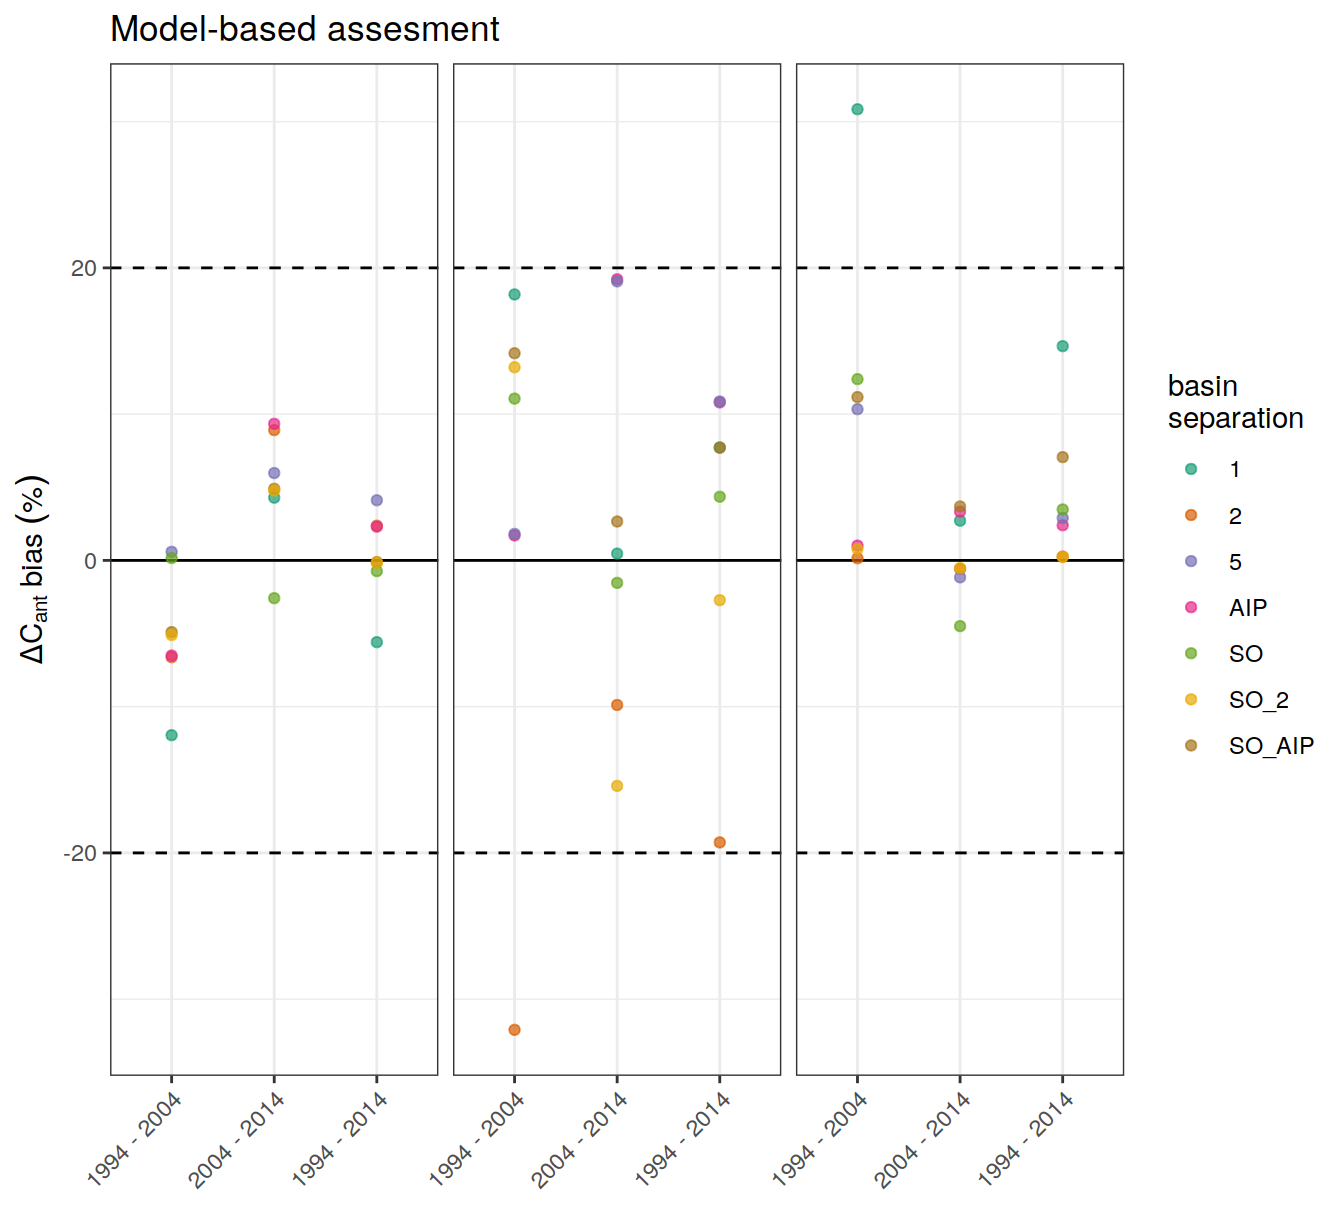 Model-based assesment
20
0
-20
ΔCant bias (%)
1994 - 2004
2004 - 2014
1994 - 2014
1994 - 2004
2004 - 2014
1994 - 2014
1994 - 2004
2004 - 2014
1994 - 2014
basin
separation
1
2
5
AIP
SO
SO_2
SO_AIP